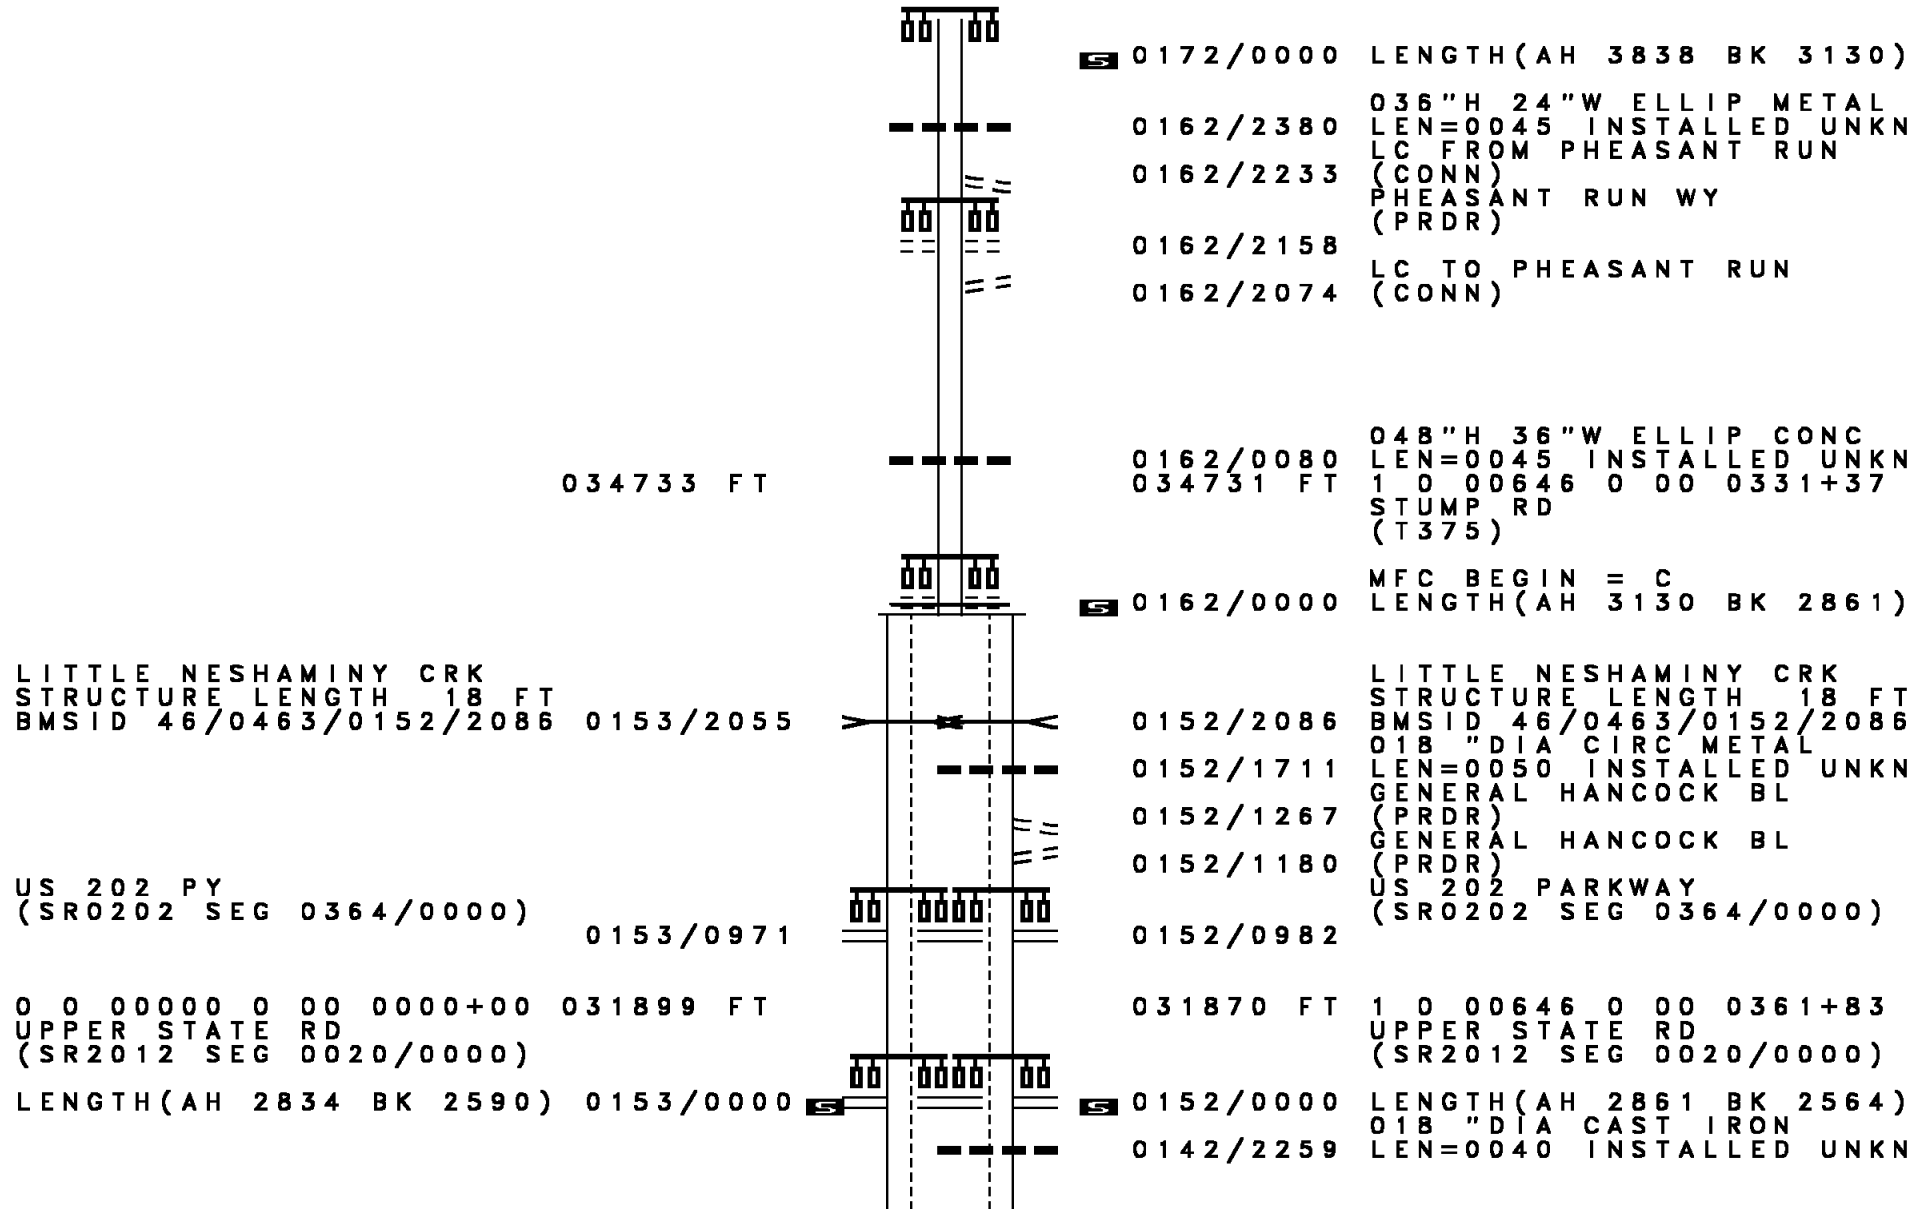 0172/0000 LENGTH(AH 3838 BK 3130)
036"H 24"W ELLIP METAL
0162/2380 LEN=0045 INSTALLED UNKN
LC FROM PHEASANT RUN
0162/2233 (CONN)
PHEASANT RUN WY
(PRDR)
0162/2158
LC TO PHEASANT RUN
0162/2074 (CONN)
048"H 36"W ELLIP CONC
0162/0080 LEN=0045 INSTALLED UNKN
034733 FT 034731 FT 1 0 00646 0 00 0331+37
STUMP RD
(T375)
MFC BEGIN = C
S 0162/0000 LENGTH(AH 3130 BK 2861)
LITTLE NESHAMINY CRK LITTLE NESHAMINY CRK
STRUCTURE LENGTH 18 FT STRUCTURE LENGTH 18 FT
BMSID 46/0463/0152/2086 0153/2055 0152/2086 BMSID 46/0463/0152/2086
018 "DIA CIRC METAL
0152/1711 LEN=0050 INSTALLED UNKN
GENERAL HANCOCK BL
0152/1267 (PRDR)
GENERAL HANCOCK BL
0152/1180 (PRDR)
US 202 PY US 202 PARKWAY
(SR0202 SEG 0364/0000) (SR0202 SEG 0364/0000)
0153/0971 0152/0982
0 0 00000 0 00 0000+00 031899 FT 031870 FT 1 0 00646 0 00 0361+83
UPPER STATE RD UPPER STATE RD
(SR2012 SEG 0020/0000) (SR2012 SEG 0020/0000)
LENGTH(AH 2834 BK 2590) 0153/0000 S S 0152/0000 LENGTH(AH 2861 BK 2564)
018 "DIA CAST IRON
0142/2259 LEN=0040 INSTALLED UNKN